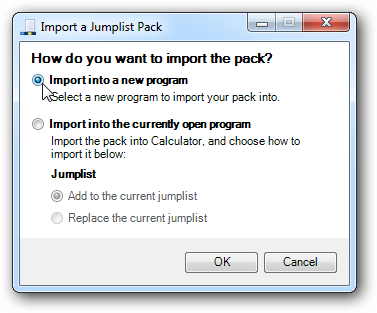 Import a Jumplist Pack
How do you want to import the pack?
Import into a new program
Select a new program to import your pack into.
Import into the currently open program
Import the pack into Calculator, and choose how to
import it below:
Jumplist
Add to the current jumplist
Replace the current jumplist
OK Cancel